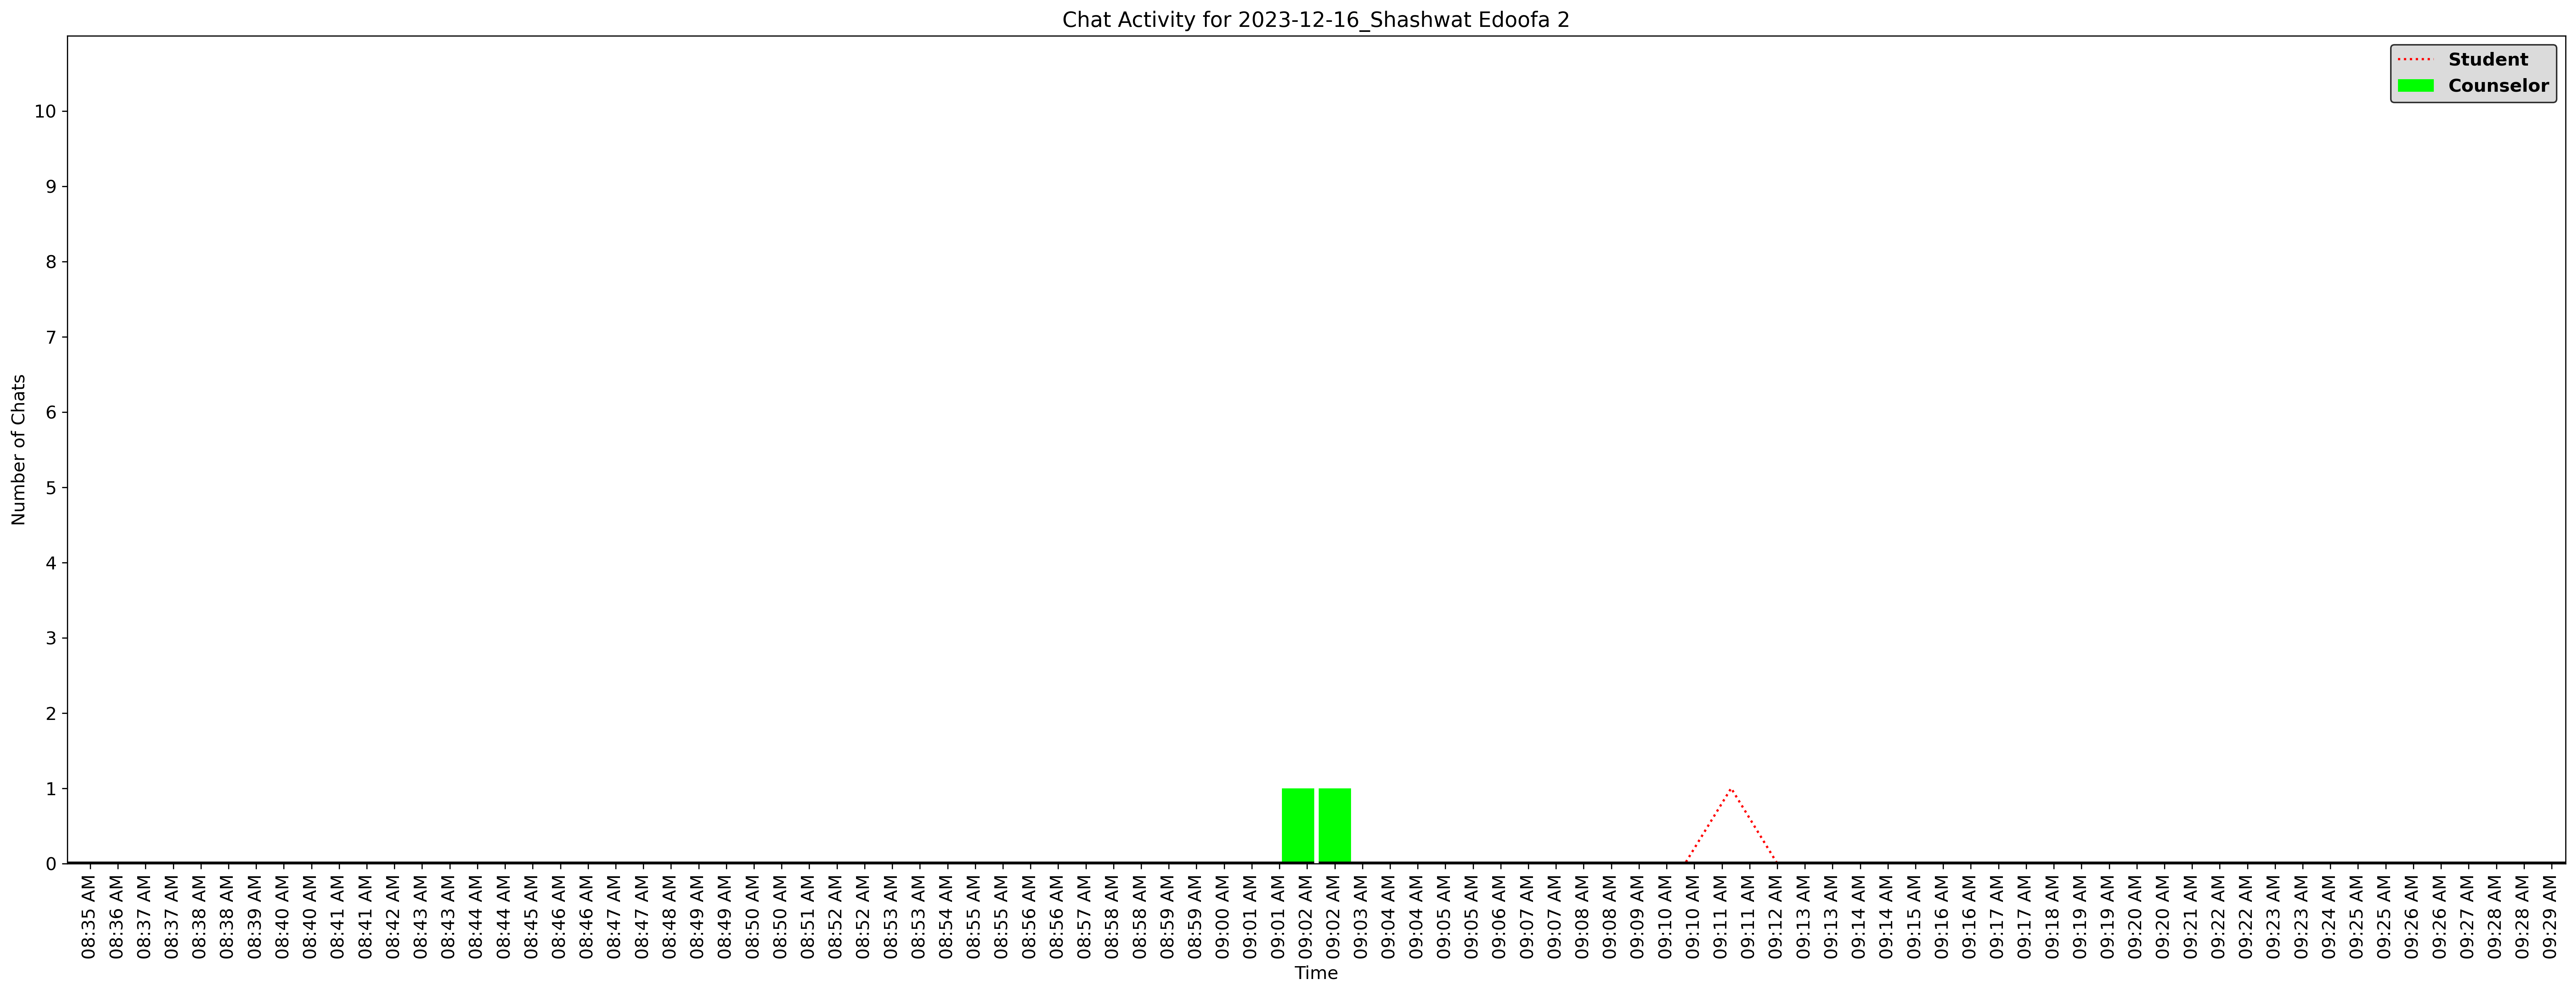 Chat Activity for 2023-12-16_Shashwat Edoofa 2
Student
Counselor
10
9
8
7
6
5
4
3
2
1
0
Number of Chats
08:35 AM
08:36 AM
08:37 AM
08:37 AM
08:38 AM
08:38 AM
08:39 AM
08:40 AM
08:40 AM
08:41 AM
08:41 AM
08:42 AM
08:43 AM
08:43 AM
08:44 AM
08:44 AM
08:45 AM
08:46 AM
08:46 AM
08:47 AM
08:47 AM
08:48 AM
08:49 AM
08:49 AM
08:50 AM
08:50 AM
08:51 AM
08:52 AM
08:52 AM
08:53 AM
08:53 AM
08:54 AM
08:55 AM
08:55 AM
08:56 AM
08:56 AM
08:57 AM
08:58 AM
08:58 AM
08:59 AM
08:59 AM
09:00 AM
09:01 AM
09:01 AM
09:02 AM
09:02 AM
09:03 AM
09:04 AM
09:04 AM
09:05 AM
09:05 AM
09:06 AM
09:07 AM
09:07 AM
09:08 AM
09:08 AM
09:09 AM
09:10 AM
09:10 AM
09:11 AM
09:11 AM
09:12 AM
09:13 AM
09:13 AM
09:14 AM
09:14 AM
09:15 AM
09:16 AM
09:16 AM
09:17 AM
09:17 AM
09:18 AM
09:19 AM
09:19 AM
09:20 AM
09:20 AM
09:21 AM
09:22 AM
09:22 AM
09:23 AM
09:23 AM
09:24 AM
09:25 AM
09:25 AM
09:26 AM
09:26 AM
09:27 AM
09:28 AM
09:28 AM
09:29 AM
Time